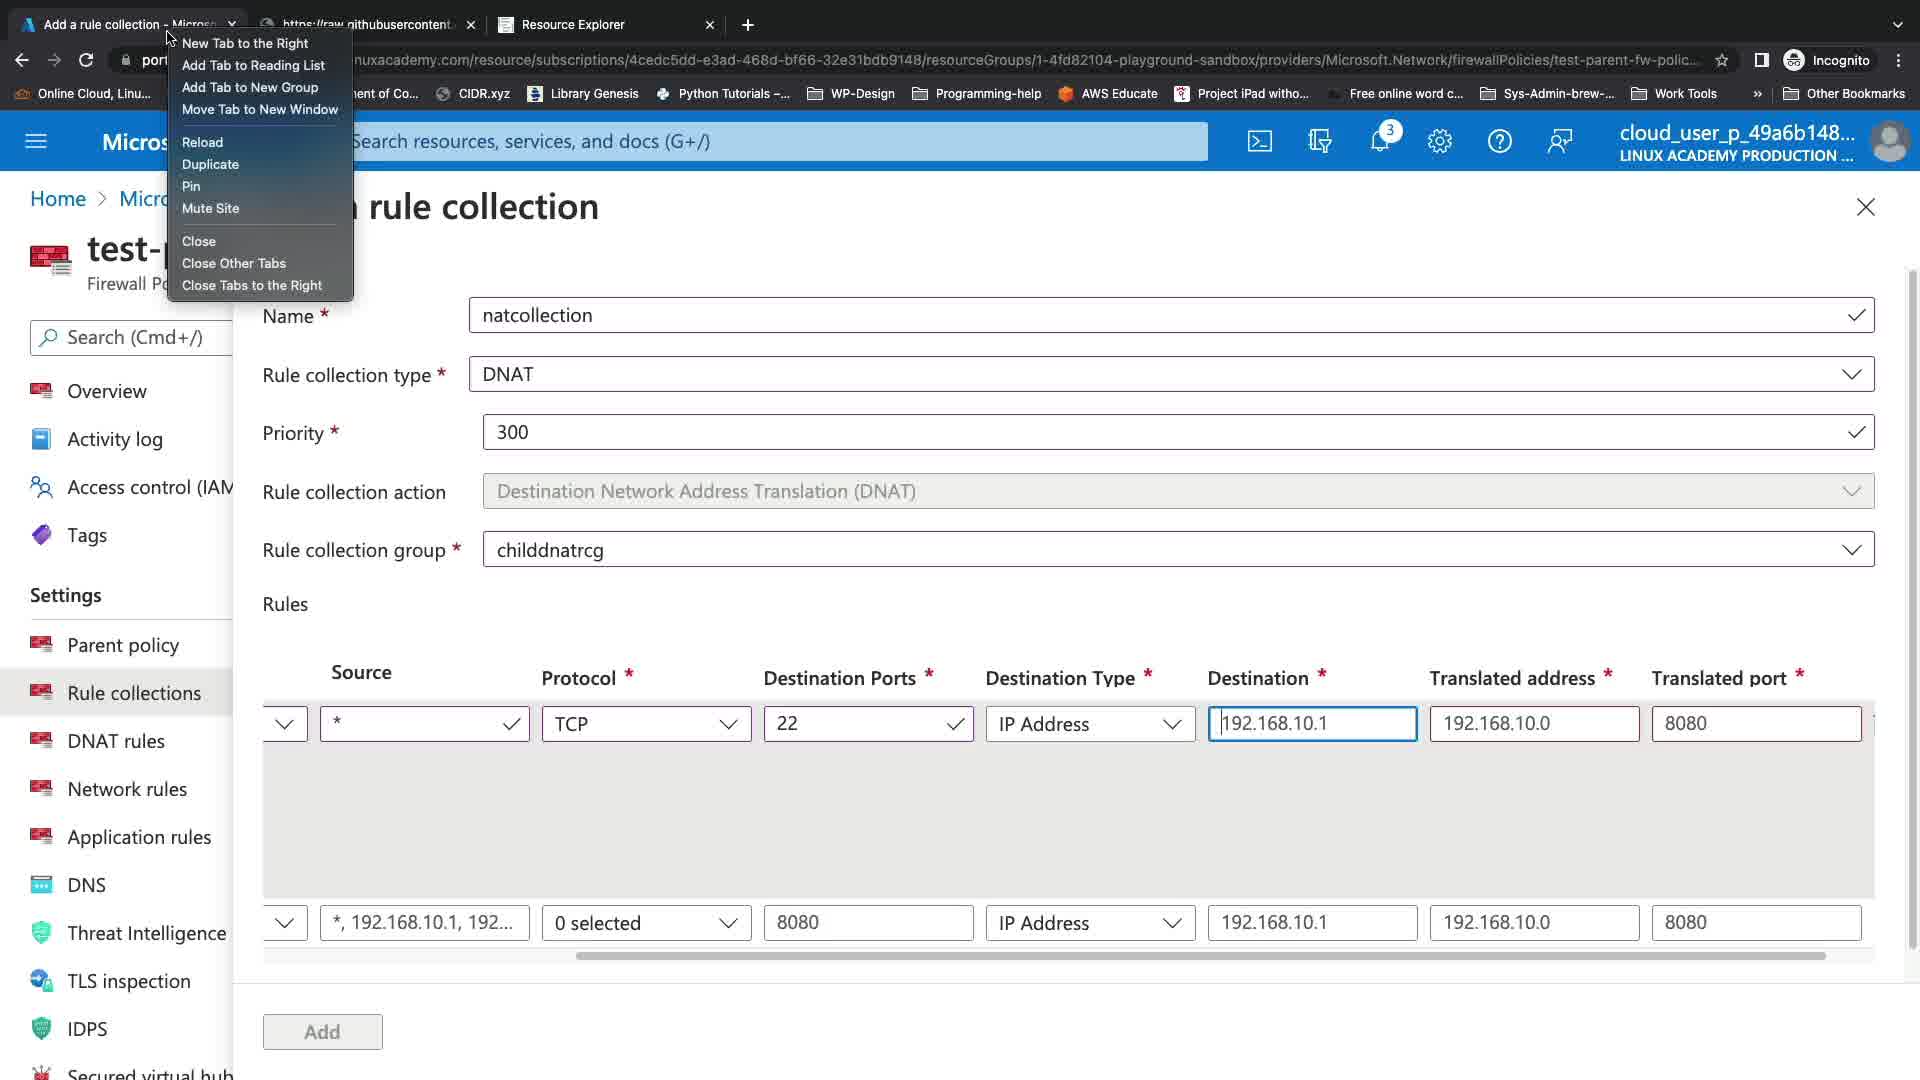 Add a rule collection - Micros
https://raw.githubusercontent
Resource Explorer
New Tab to the Right
Add Tab to Reading List
Add Tab to New Group
Move Tab to New Window
Reload
Duplicate
Pin
Mute Site
Close
Close Other Tabs
Close Tabs to the Right
port
nuxacademy.com/resource/subscriptions/4cedc5dd-e3ad-468d-bf66-32e31bdb9148/resourceGroups/1-4fd82104-playground-sandbox/providers/Microsoft.Network/firewallPolicies/test-parent-fw-polic...
Incognito
Online Cloud, Linu...
nent of Co...
CIDR.xyz
Library Genesis
Python Tutorials –...
WP-Design
Programming-help
AWS Educate
Project iPad witho...
Free online word c...
Sys-Admin-brew-...
Work Tools
»
Other Bookmarks
Micros
Search resources, services, and docs (G+/)
3
cloud_user_p_49a6b148...
LINUX ACADEMY PRODUCTION ...
Home > Micro
rule collection
test-p
Firewall Po
Search (Cmd+/)
Overview
Activity log
Access control (IAM
Tags
Settings
Parent policy
Rule collections
DNAT rules
Network rules
Application rules
DNS
Threat Intelligence
TLS inspection
IDPS
Secured virtual hub
Name *
natcollection
Rule collection type *
DNAT
Priority *
300
Rule collection action
Destination Network Address Translation (DNAT)
Rule collection group *
childdnatrcg
Rules
Source
Protocol *
Destination Ports *
Destination Type *
Destination *
Translated address *
Translated port *
*
TCP
22
IP Address
192.168.10.1
192.168.10.0
8080
*, 192.168.10.1, 192...
0 selected
8080
IP Address
192.168.10.1
192.168.10.0
8080
Add